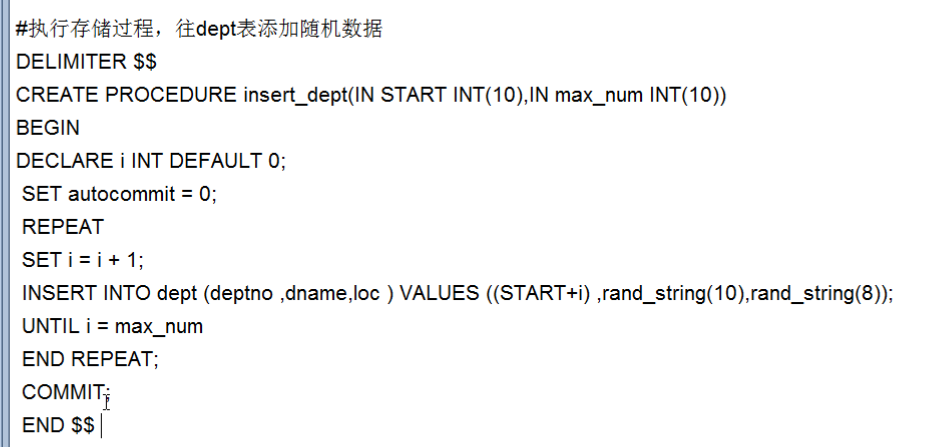 #执行存储过程，往dept表添加随机数据
DELIMITER $$
CREATE PROCEDURE insert_dept(IN START INT(10),IN max_num INT(10))
BEGIN
DECLARE i INT DEFAULT 0;
SET autocommit = 0;
REPEAT
SET i = i + 1;
INSERT INTO dept (deptno ,dname,loc ) VALUES ((START+i) ,rand_string(10),rand_string(8));
UNTIL i = max_num
END REPEAT;
COMMIT;
END $$